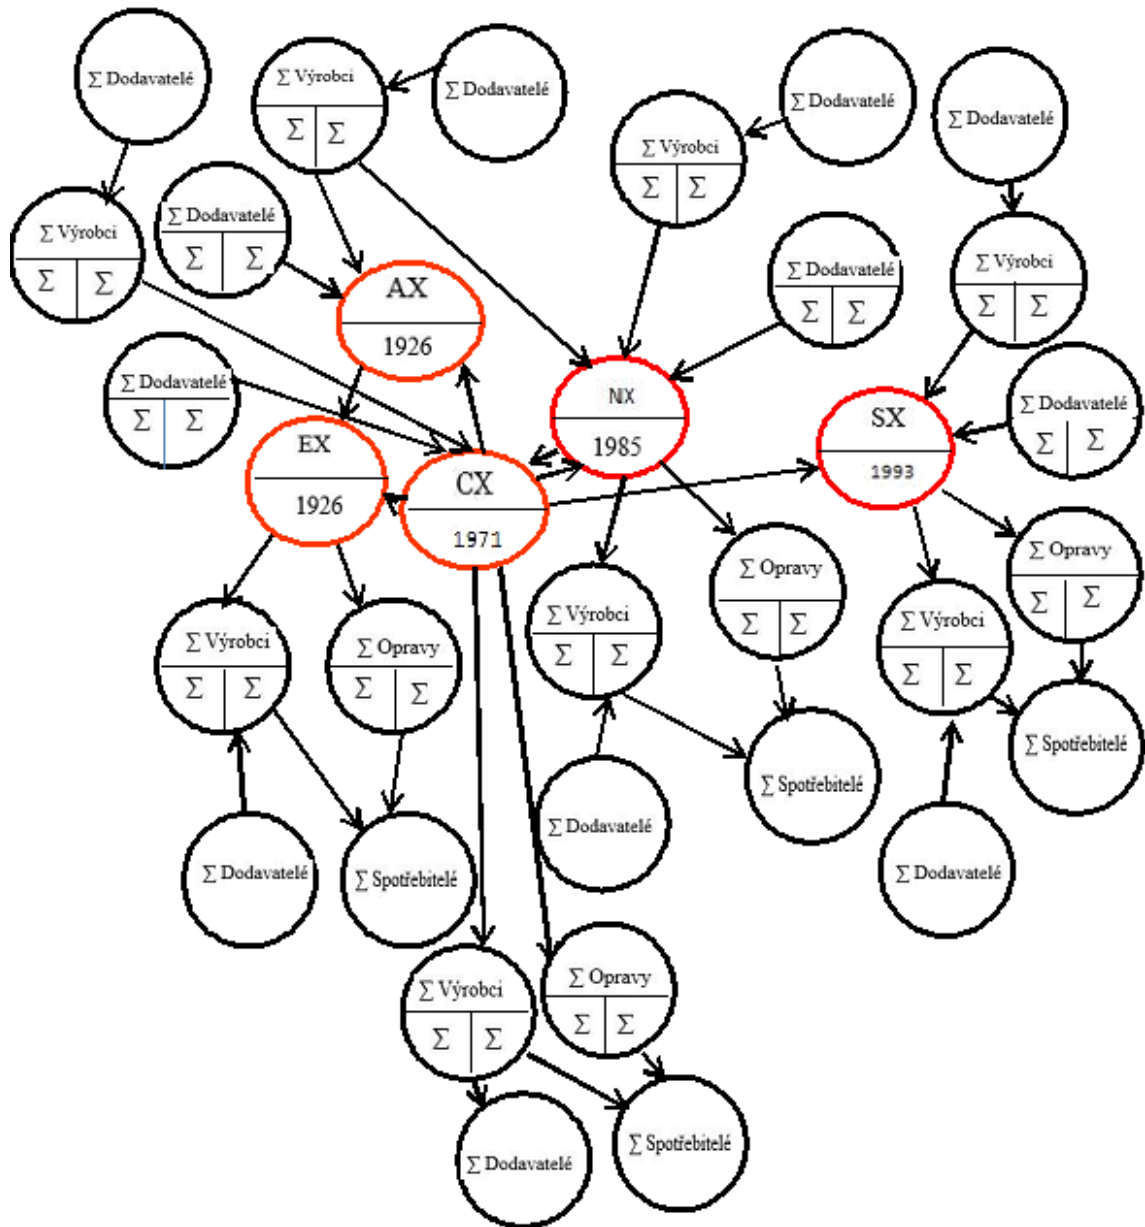 ∑ Dodavatelé
∑ Výrobci
Σ Σ
∑ Dodavatelé
∑ Dodavatelé
∑ Dodavatelé
∑ Výrobci
Σ Σ
∑ Dodavatelé
Σ Σ
∑ Výrobci
Σ Σ
∑ Dodavatelé
Σ Σ
∑ Výrobci
Σ Σ
AX
1926
∑ Dodavatelé
Σ Σ
NX
1985
SX
1993
∑ Dodavatelé
Σ Σ
EX
1926
CX
1971
∑ Opravy
Σ Σ
∑ Opravy
Σ Σ
∑ Výrobci
Σ Σ
∑ Výrobci
Σ Σ
∑ Výrobci
Σ Σ
∑ Opravy
Σ Σ
∑ Spotřebitelé
∑ Spotřebitelé
∑ Dodavatelé
∑ Dodavatelé
∑ Spotřebitelé
∑ Dodavatelé
∑ Výrobci
Σ Σ
∑ Opravy
Σ Σ
∑ Dodavatelé
∑ Spotřebitelé